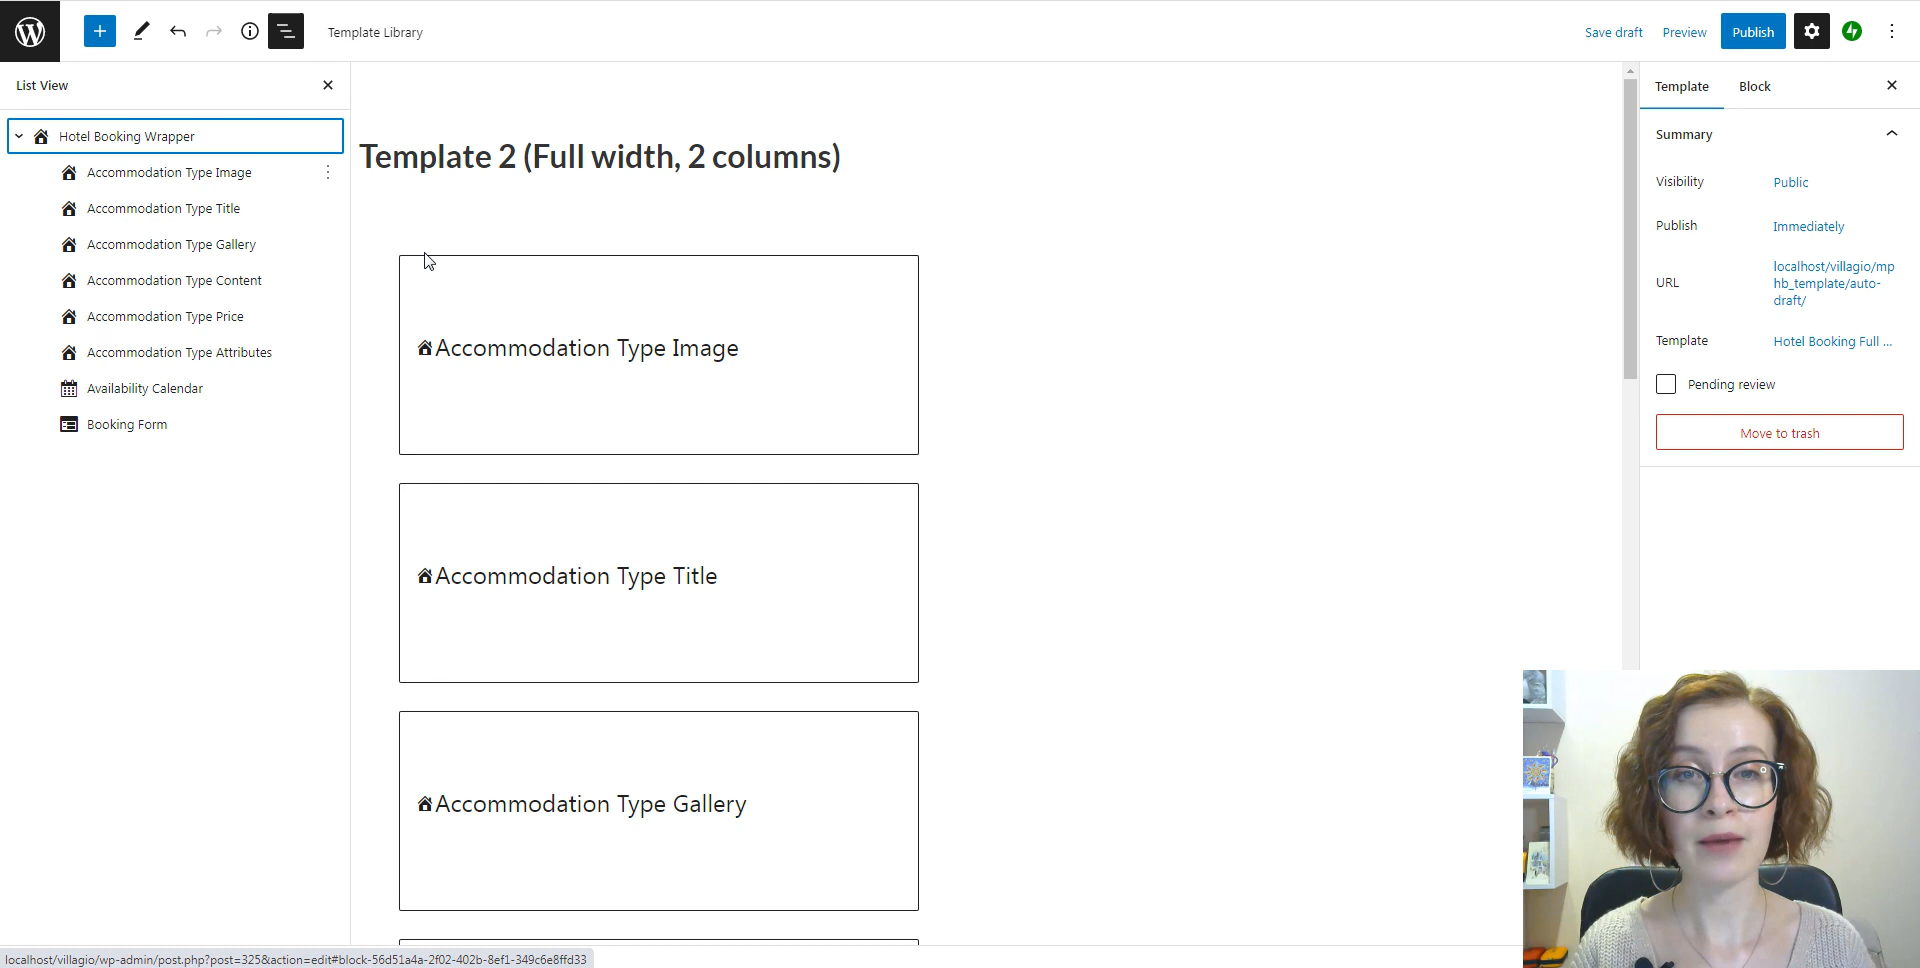 Template Library
Save draft
Preview
Publish
List View
Hotel Booking Wrapper
Accommodation Type Image
Accommodation Type Title
Accommodation Type Gallery
Accommodation Type Content
Accommodation Type Price
Accommodation Type Attributes
Availability Calendar
Booking Form
Template 2 (Full width, 2 columns)
Accommodation Type Image
Accommodation Type Title
Accommodation Type Gallery
Template
Block
Summary
Visibility
Public
Publish
Immediately
URL
localhost/villagio/mp
hb_template/auto-
draft/
Template
Hotel Booking Full ...
Pending review
Move to trash
localhost/villagio/wp-admin/post.php?post=325&action=edit#block-56d51a4a-2f02-402b-8ef1-349c6e8ffd33